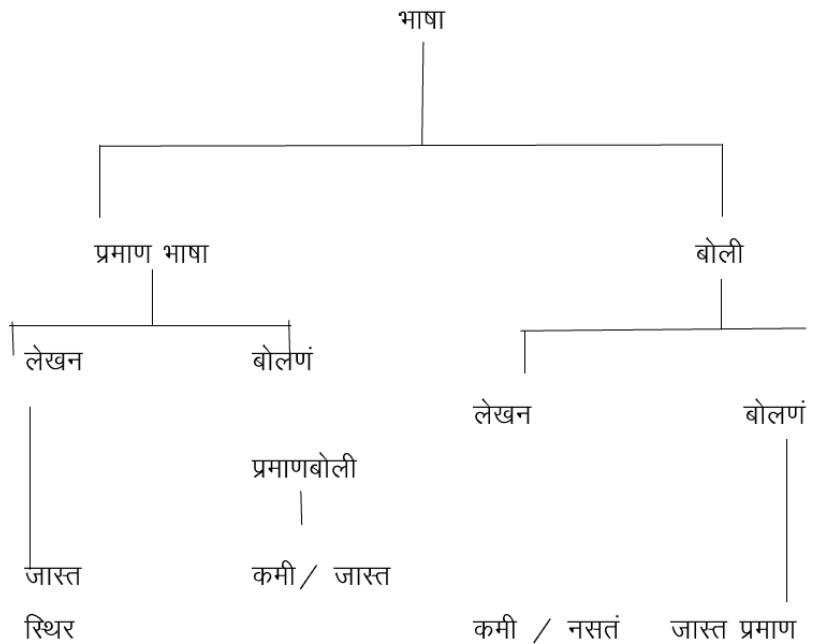 भाषा
प्रमाण भाषा बोली
लेखन बोलणं
लेखन बोलणं
प्रमाणबोली
जास्त कमी / जास्त
स्थिर कमी / नसतं जास्त प्रमाण